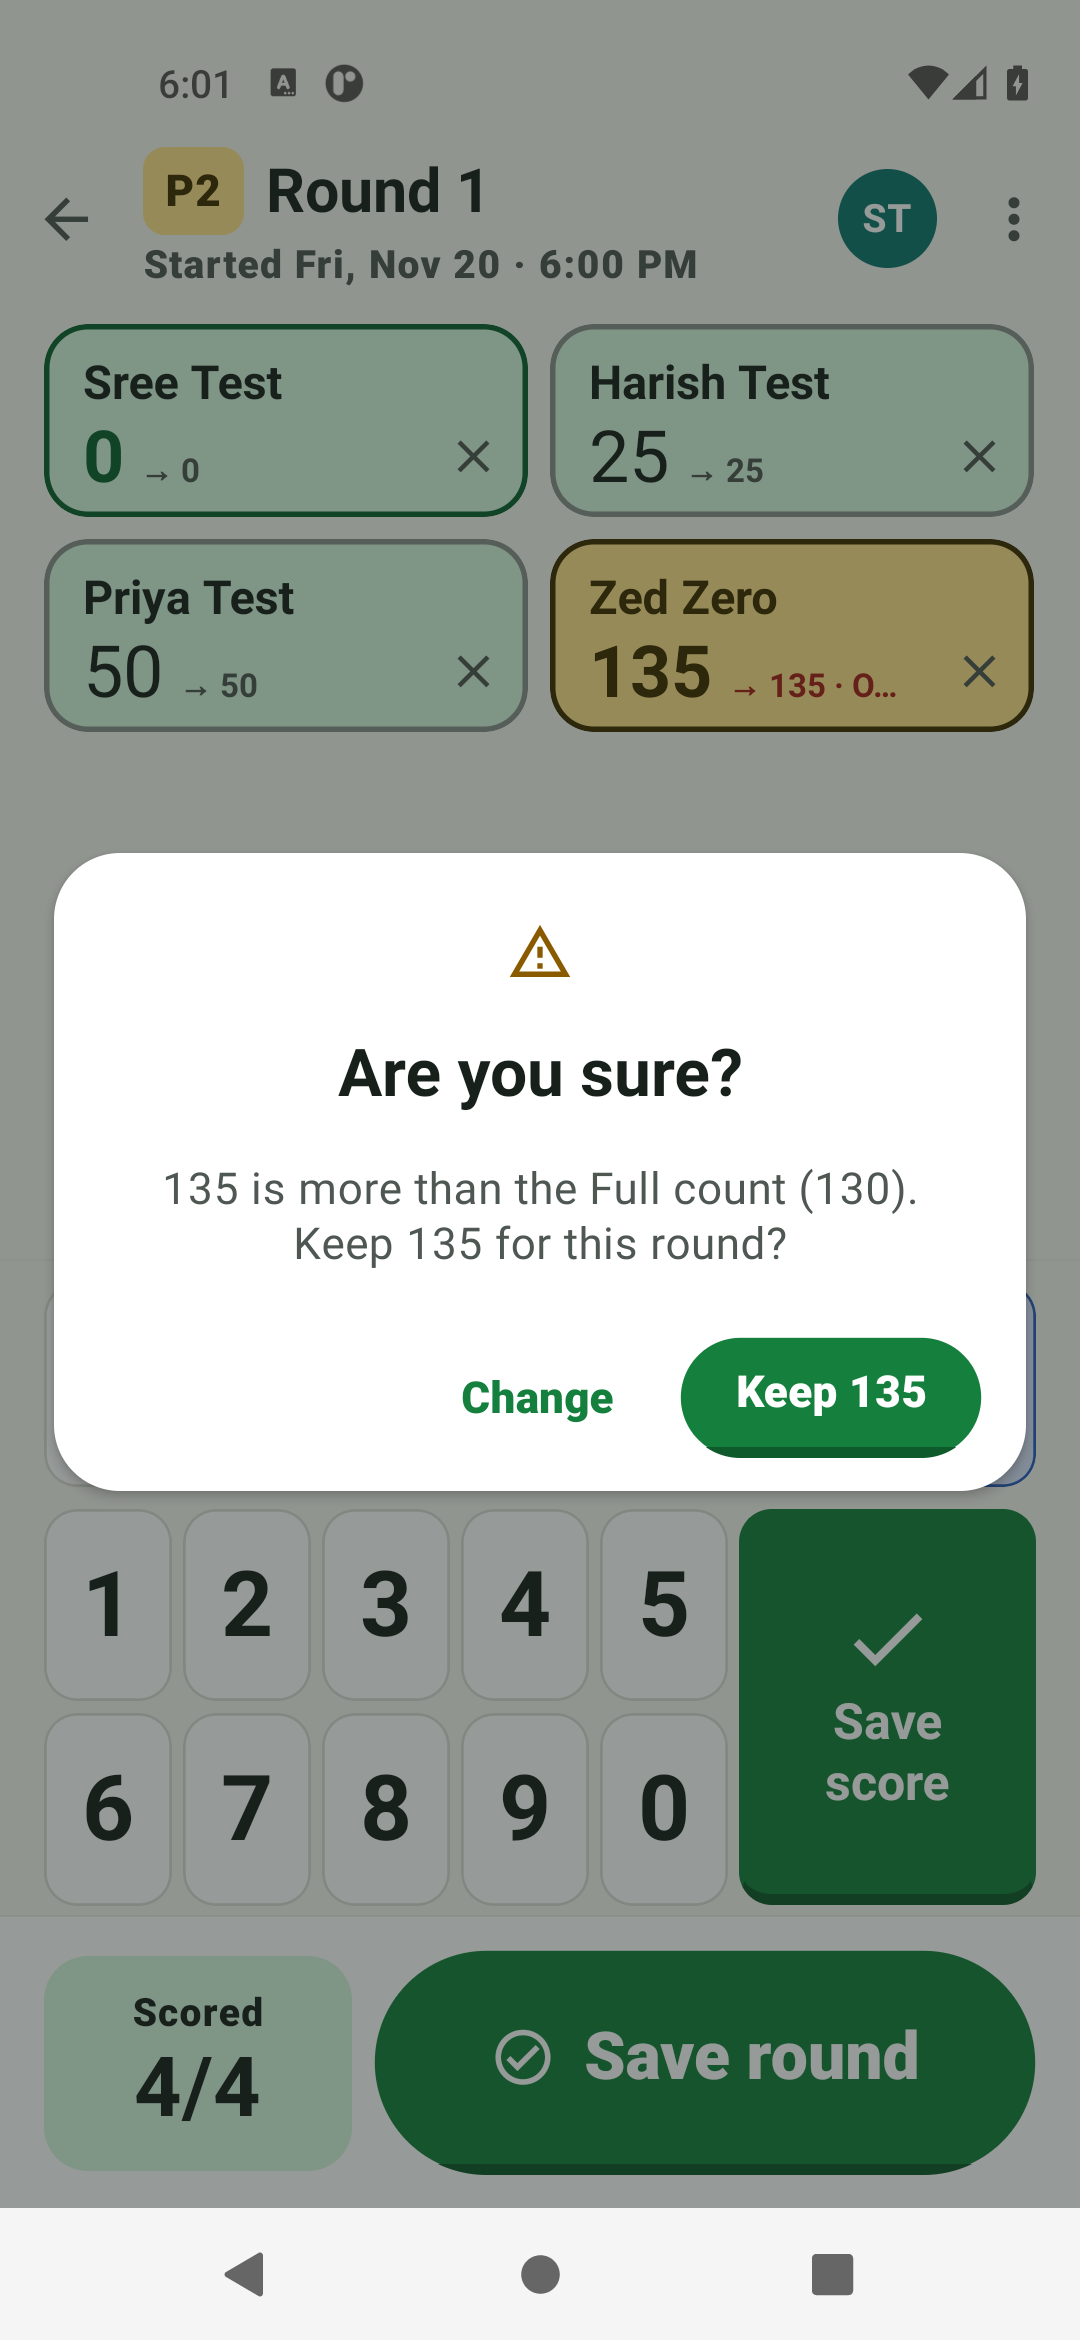 6:01
P2 Round 1
Started Fri, Nov 20 · 6:00 PM
ST
Sree Test
0 → 0
Harish Test
25 → 25
Priya Test
50 → 50
Zed Zero
135 → 135 · O...
Are you sure?
135 is more than the Full count (130).
Keep 135 for this round?
Change
Keep 135
1 2 3 4 5
6 7 8 9 0
Save
score
Scored
4/4
Save round